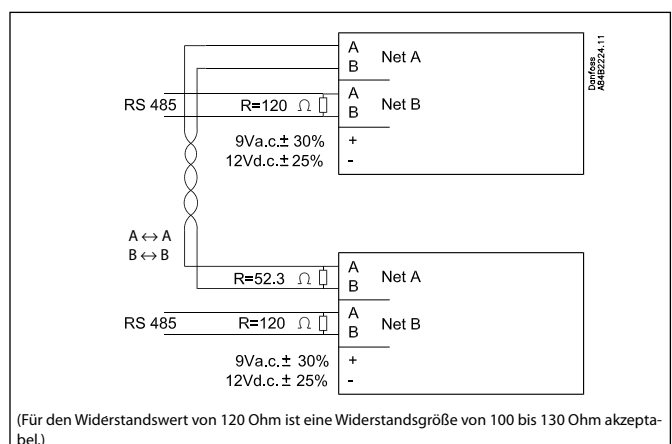 A
B
Net A
Danfoss
A84B2224.11
RS 485
R=120 Ω
A
B
Net B
9Va.c.± 30%
12Vd.c.± 25%
+
-
A ↔ A
B ↔ B
R=52.3 Ω
A
B
Net A
RS 485
R=120 Ω
A
B
Net B
9Va.c.± 30%
12Vd.c.± 25%
+
-
(Für den Widerstandswert von 120 Ohm ist eine Widerstandsgröße von 100 bis 130 Ohm akzepta-
bel.)